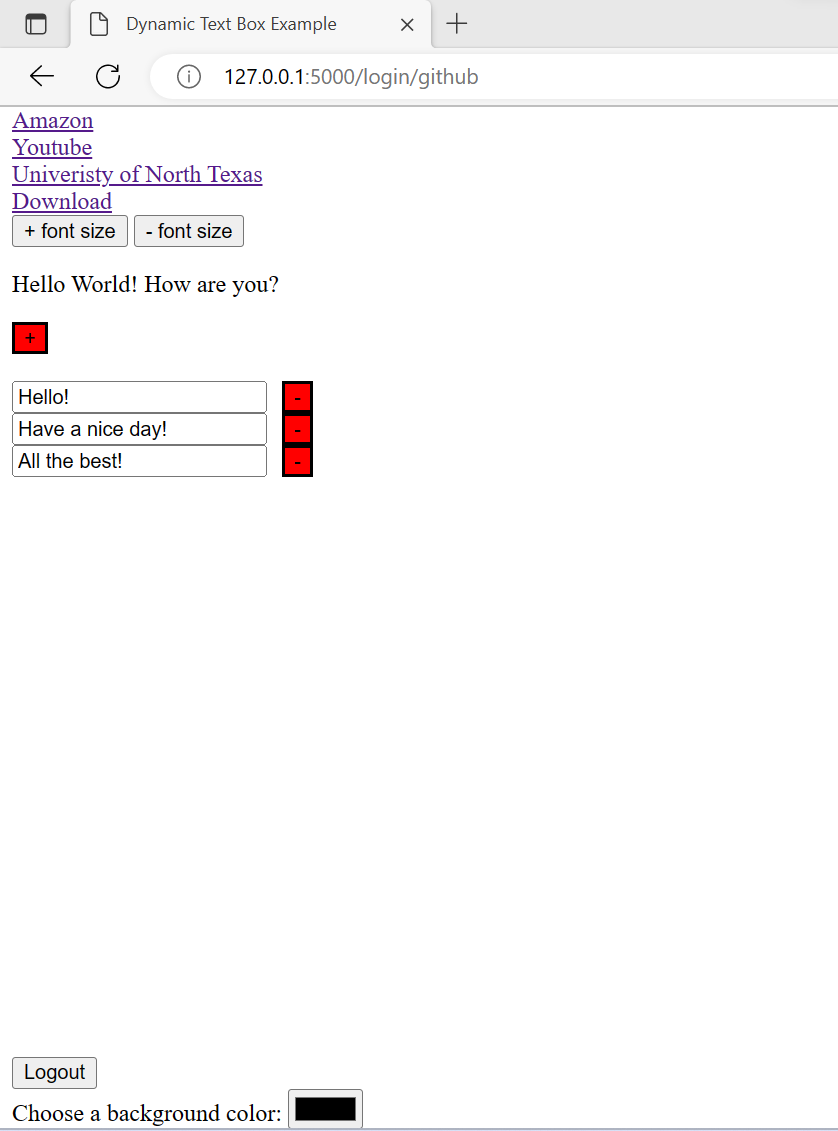 Dynamic Text Box Example
127.0.0.1:5000/login/github
Amazon
Youtube
Univeristy of North Texas
Download
+ font size - font size
Hello World! How are you?
+
Hello! -
Have a nice day! -
All the best! -
Logout
Choose a background color: